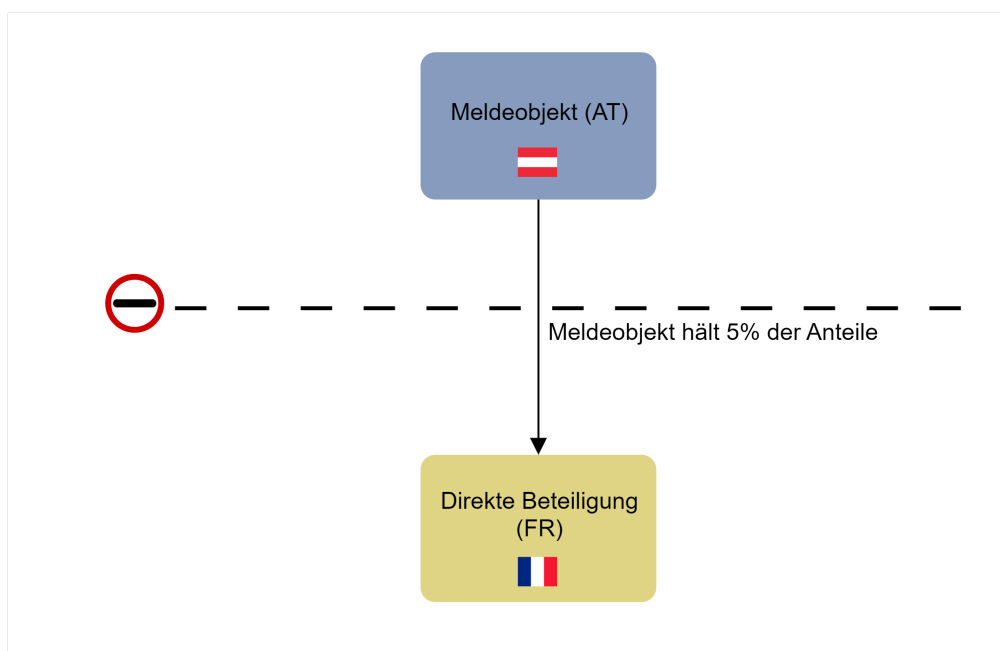 Meldeobjekt (AT)
Meldeobjekt hält 5% der Anteile
Direkte Beteiligung
(FR)